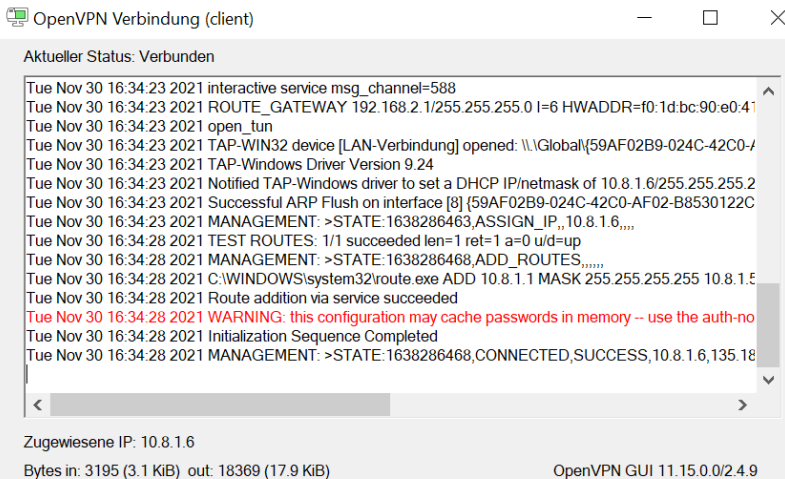 OpenVPN Verbindung (client)
Aktueller Status: Verbunden
Tue Nov 30 16:34:23 2021 interactive service msg_channel=588
Tue Nov 30 16:34:23 2021 ROUTE_GATEWAY 192.168.2.1/255.255.255.0 I=6 HWADDR=f0:1d:bc:90:e0:41
Tue Nov 30 16:34:23 2021 open_tun
Tue Nov 30 16:34:23 2021 TAP-WIN32 device [LAN-Verbindung] opened: \\.\Global\{59AF02B9-024C-42C0-A
Tue Nov 30 16:34:23 2021 TAP-Windows Driver Version 9.24
Tue Nov 30 16:34:23 2021 Notified TAP-Windows driver to set a DHCP IP/netmask of 10.8.1.6/255.255.255.2
Tue Nov 30 16:34:23 2021 Successful ARP Flush on interface [8] {59AF02B9-024C-42C0-AF02-B8530122C
Tue Nov 30 16:34:23 2021 MANAGEMENT: >STATE:1638286463,ASSIGN_IP,,10.8.1.6,,,,
Tue Nov 30 16:34:28 2021 TEST ROUTES: 1/1 succeeded len=1 ret=1 a=0 u/d=up
Tue Nov 30 16:34:28 2021 MANAGEMENT: >STATE:1638286468,ADD_ROUTES,,,,,,
Tue Nov 30 16:34:28 2021 C:\WINDOWS\system32\route.exe ADD 10.8.1.1 MASK 255.255.255.255 10.8.1.5
Tue Nov 30 16:34:28 2021 Route addition via service succeeded
Tue Nov 30 16:34:28 2021 WARNING: this configuration may cache passwords in memory -- use the auth-no
Tue Nov 30 16:34:28 2021 Initialization Sequence Completed
Tue Nov 30 16:34:28 2021 MANAGEMENT: >STATE:1638286468,CONNECTED,SUCCESS,10.8.1.6,135.18
Zugewiesene IP: 10.8.1.6
Bytes in: 3195 (3.1 KiB) out: 18369 (17.9 KiB)
OpenVPN GUI 11.15.0.0/2.4.9